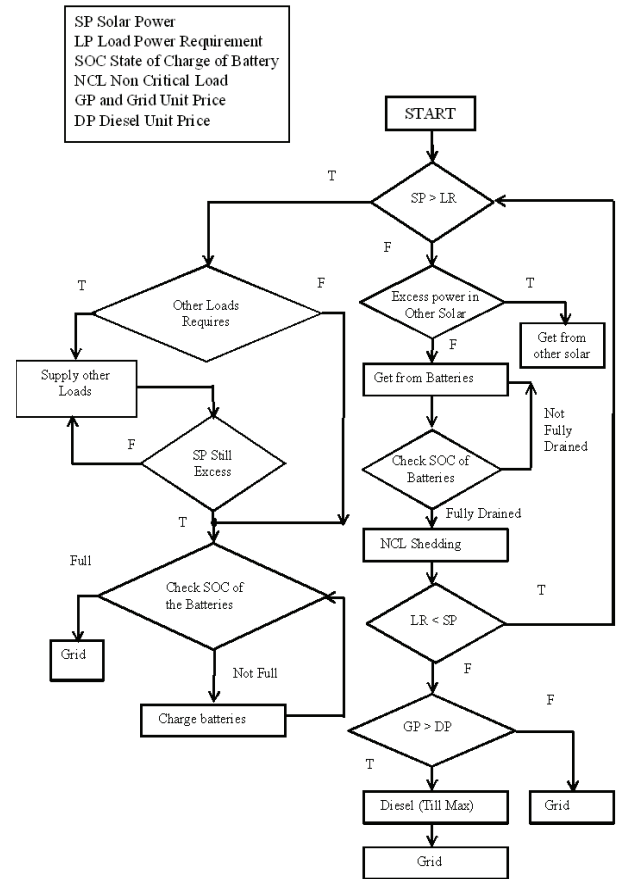 SP Solar Power
LP Load Power Requirement
SOC State of Charge of Battery
NCL Non Critical Load
GP and Grid Unit Price
DP Diesel Unit Price
START
T
SP > LR
F
T
F
Other Loads
Requires
Excess power in
Other Solar
T
Get from
other solar
F
Supply other
Loads
Get from Batteries
Not
Fully
Drained
F
SP Still
Excess
Check SOC of
Batteries
T
Fully Drained
Full
NCL Shedding
Check SOC of
the Batteries
T
LR < SP
Grid
Not Full
F
Charge batteries
GP > DP
F
T
Diesel (Till Max)
Grid
Grid